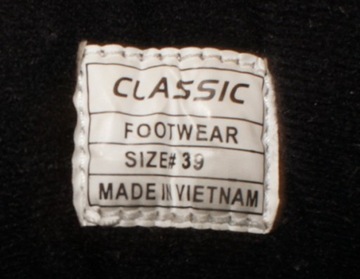 CLASSIC
FOOTWEAR
SIZE# 39
MADE IN VIETNAM